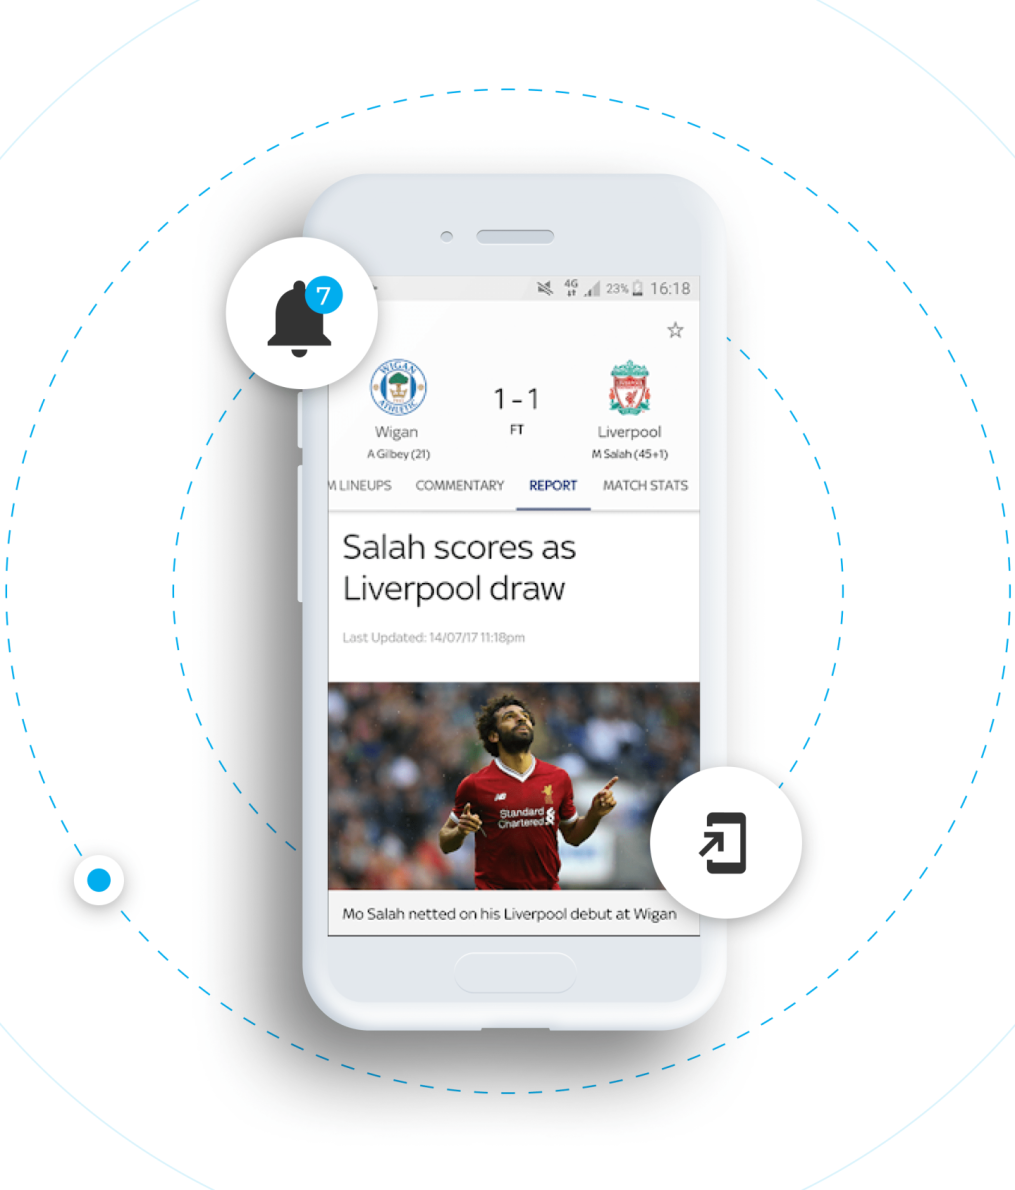 7
4G 23% 16:18
WIGAN
ATHLETIC
LIVERPOOL
1 - 1
FT
Wigan
Liverpool
A Gilbey (21)
M Salah (45+1)
M LINEUPS COMMENTARY REPORT MATCH STATS
Salah scores as
Liverpool draw
Last Updated: 14/07/17 11:18pm
Standard
Chartered
Mo Salah netted on his Liverpool debut at Wigan